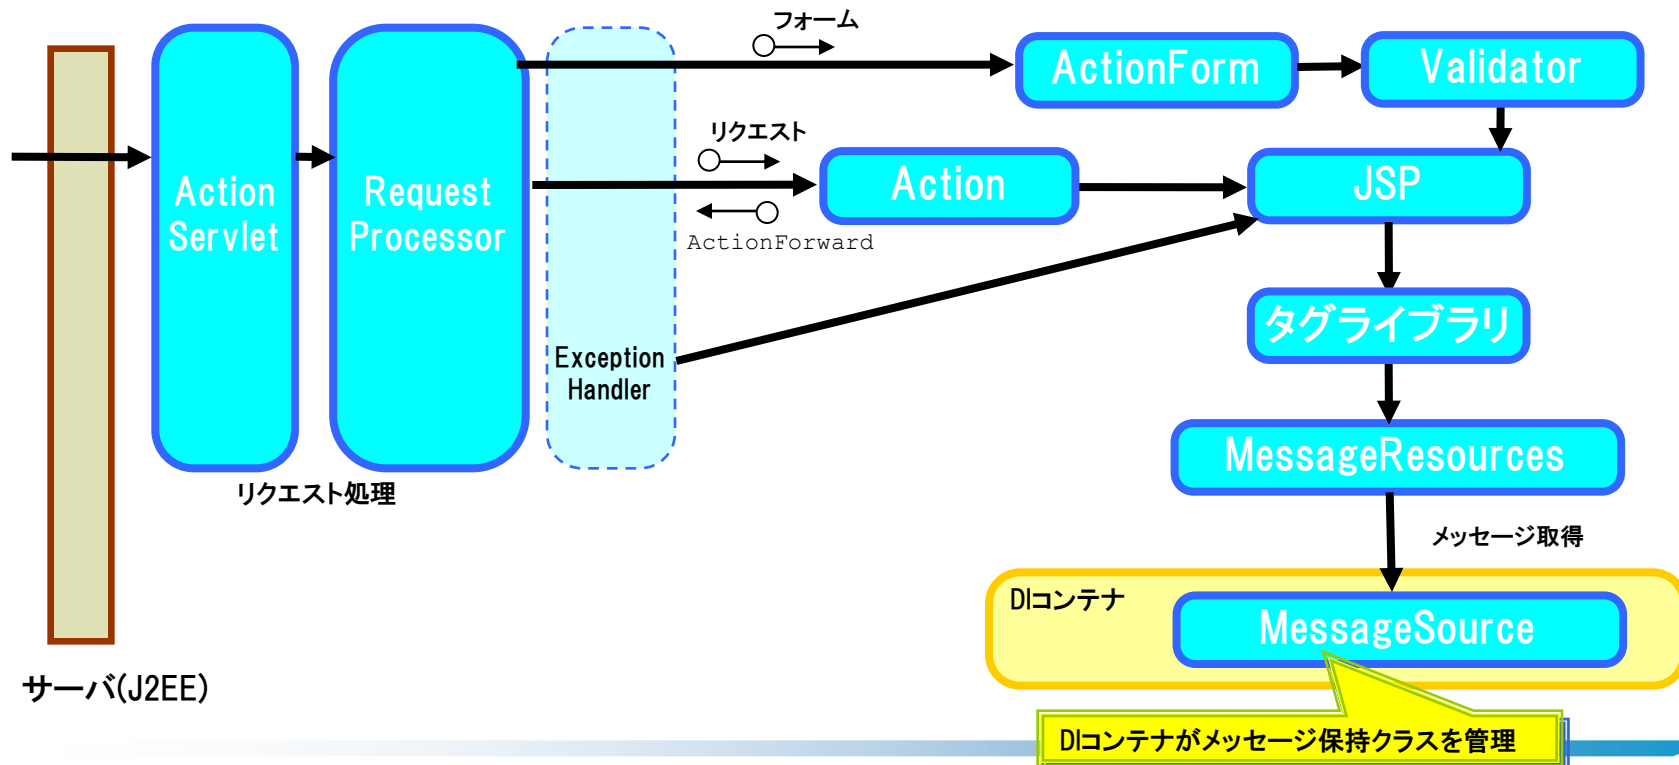 フォーム
ActionForm
Validator
リクエスト
Action
Servlet
Request
Processor
Action
JSP
ActionForward
タグライブラリ
Exception
Handler
MessageResources
リクエスト処理
メッセージ取得
DIコンテナ
MessageSource
サーバ(J2EE)
DIコンテナがメッセージ保持クラスを管理